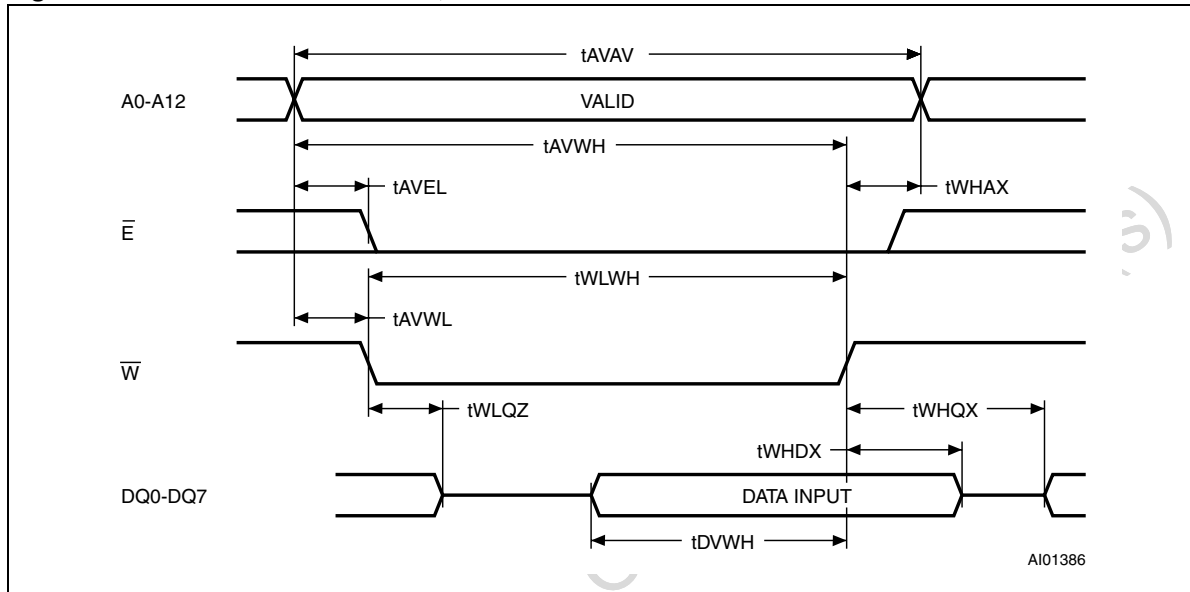 tAVAV
A0-A12
VALID
tAVWH
tAVEL
tWHAX
E̅
tWLWH
tAVWL
W̅
tWLQZ
tWHQX
tWHDX
DQ0-DQ7
DATA INPUT
tDVWH
AI01386